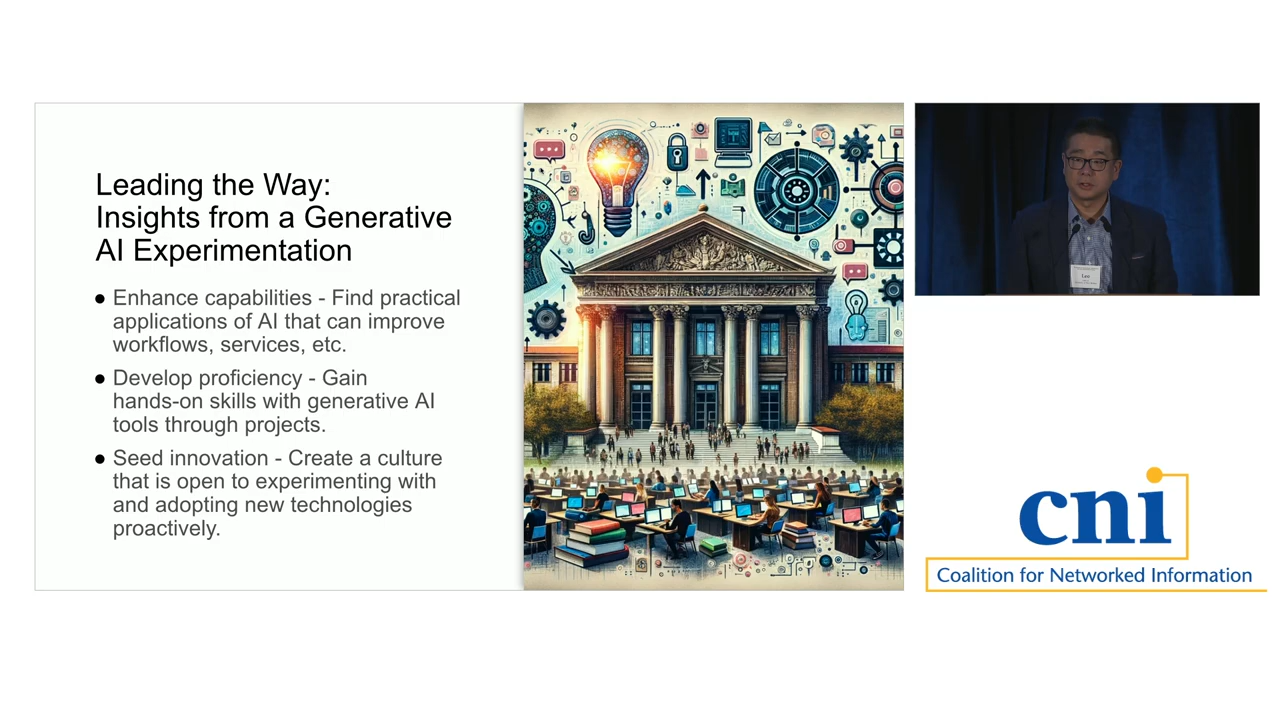 Leading the Way:
Insights from a Generative
AI Experimentation
● Enhance capabilities - Find practical
applications of AI that can improve
workflows, services, etc.
● Develop proficiency - Gain
hands-on skills with generative AI
tools through projects.
● Seed innovation - Create a culture
that is open to experimenting with
and adopting new technologies
proactively.
cni
Coalition for Networked Information